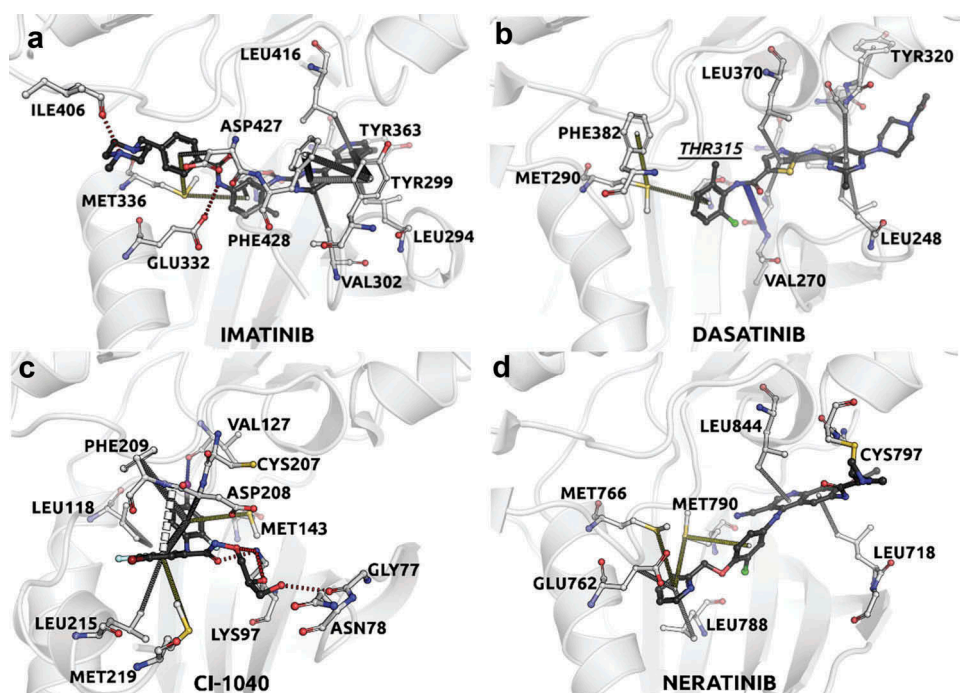 a
LEU416
ILE406
ASP427
TYR363
TYR299
MET336
PHE428
LEU294
GLU332
VAL302
IMATINIB
b
TYR320
LEU370
PHE382
THR315
MET290
LEU248
VAL270
DASATINIB
c
VAL127
PHE209
CYS207
LEU118
ASP208
MET143
GLY77
LEU215
LYS97
ASN78
MET219
CI-1040
d
LEU844
CYS797
MET766
MET790
LEU718
GLU762
LEU788
NERATINIB